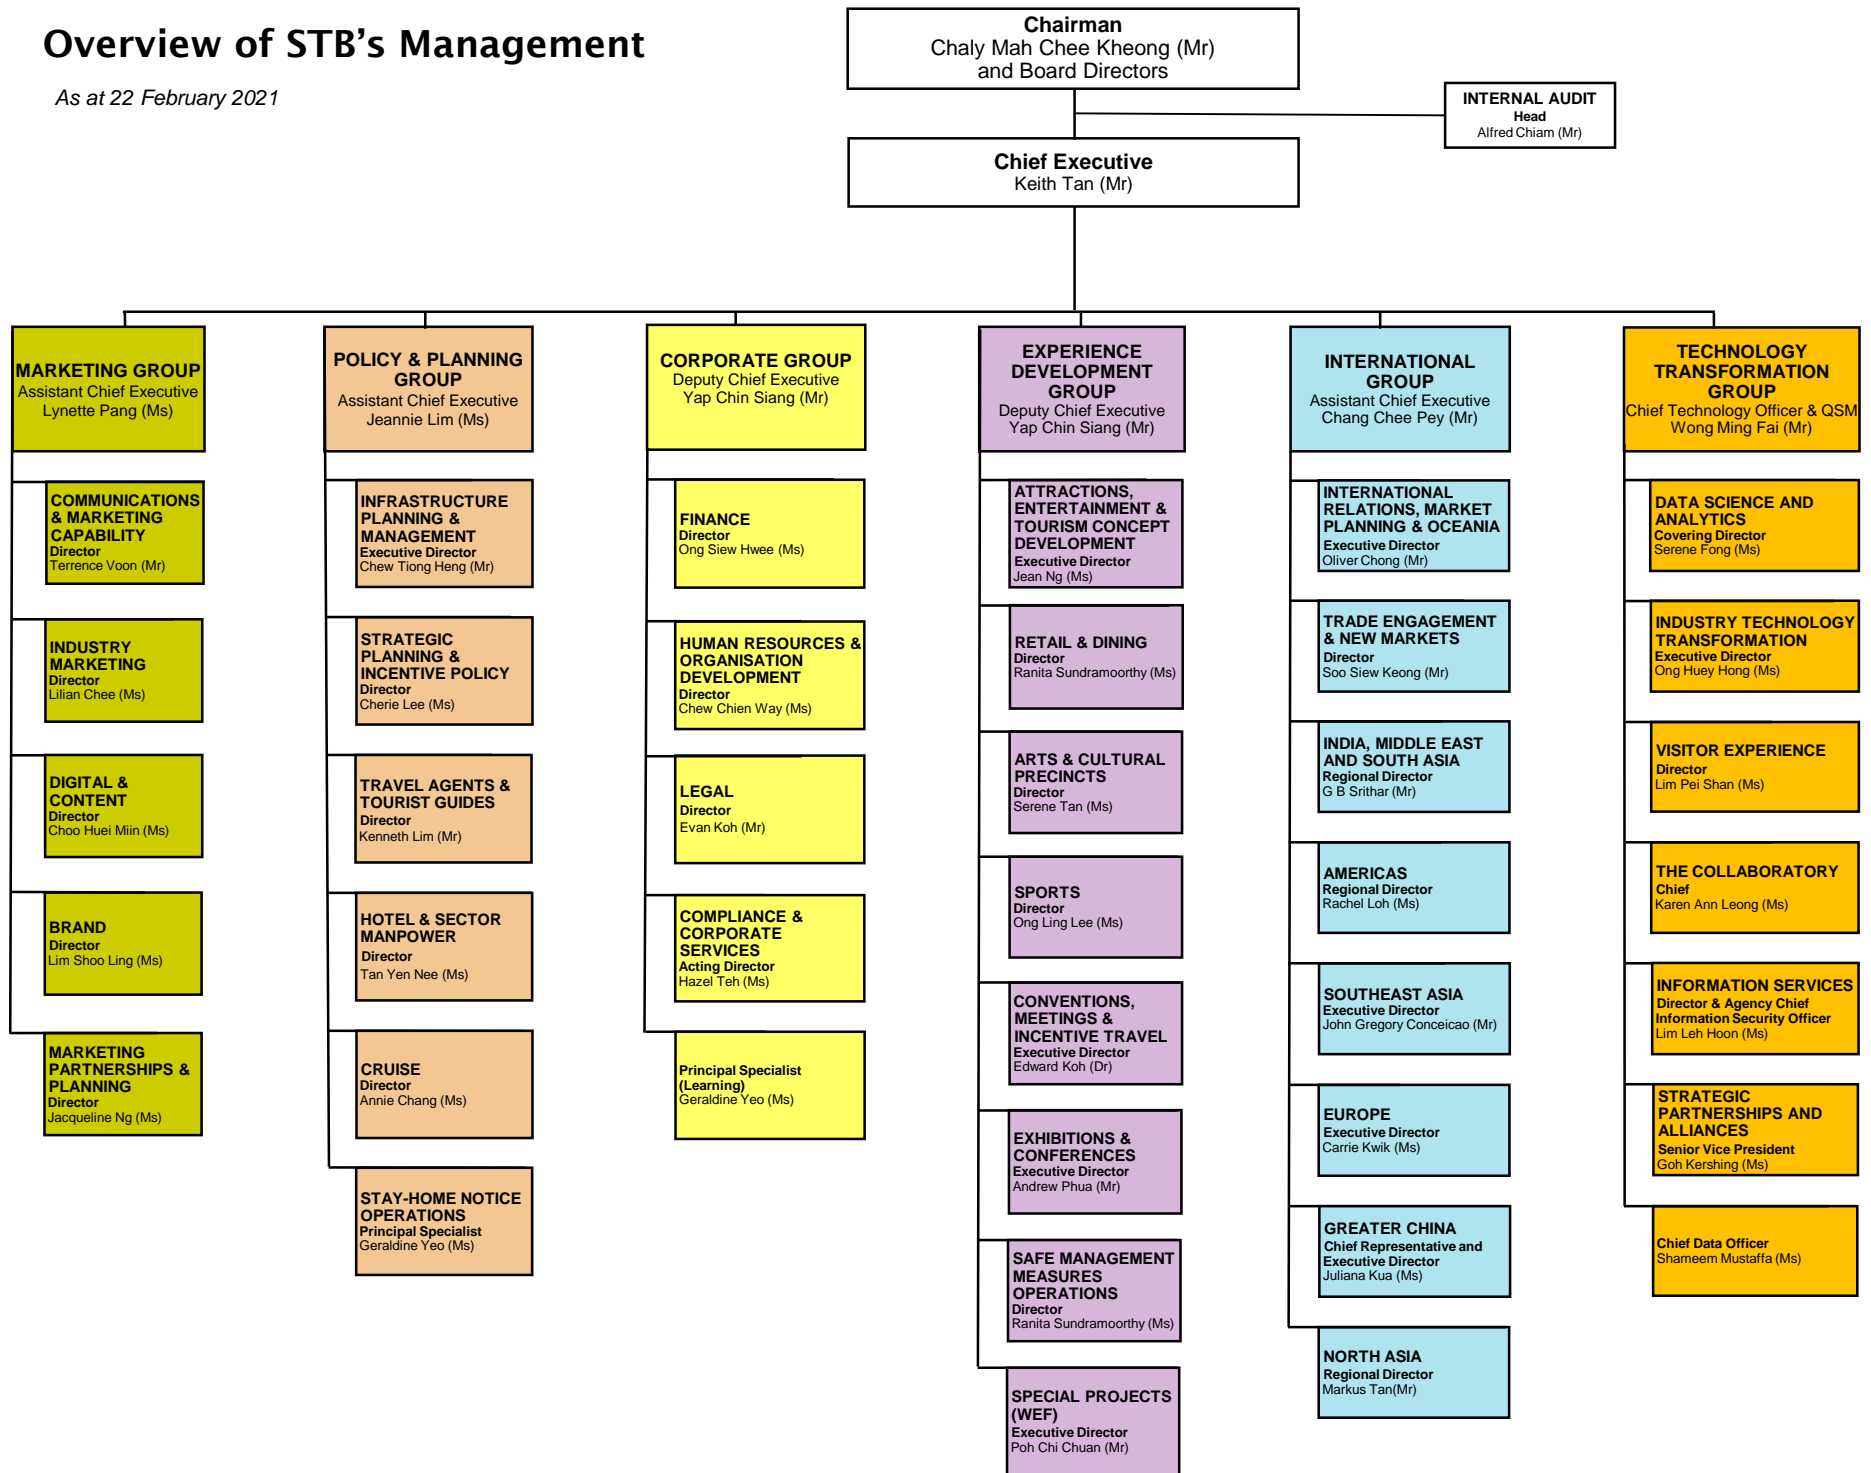 Overview of STB's Management
As at 22 February 2021
Chairman
Chaly Mah Chee Kheong (Mr)
and Board Directors
INTERNAL AUDIT
Head
Alfred Chiam (Mr)
Chief Executive
Keith Tan (Mr)
MARKETING GROUP
Assistant Chief Executive
Lynette Pang (Ms)
COMMUNICATIONS
& MARKETING
CAPABILITY
Director
Terrence Voon (Mr)
INDUSTRY
MARKETING
Director
Lilian Chee (Ms)
DIGITAL &
CONTENT
Director
Choo Huei Miin (Ms)
BRAND
Director
Lim Shoo Ling (Ms)
MARKETING
PARTNERSHIPS &
PLANNING
Director
Jacqueline Ng (Ms)
POLICY & PLANNING
GROUP
Assistant Chief Executive
Jeannie Lim (Ms)
INFRASTRUCTURE
PLANNING &
MANAGEMENT
Executive Director
Chew Tiong Heng (Mr)
STRATEGIC
PLANNING &
INCENTIVE POLICY
Director
Cherie Lee (Ms)
TRAVEL AGENTS &
TOURIST GUIDES
Director
Kenneth Lim (Mr)
HOTEL & SECTOR
MANPOWER
Director
Tan Yen Nee (Ms)
CRUISE
Director
Annie Chang (Ms)
STAY-HOME NOTICE
OPERATIONS
Principal Specialist
Geraldine Yeo (Ms)
CORPORATE GROUP
Deputy Chief Executive
Yap Chin Siang (Mr)
FINANCE
Director
Ong Siew Hwee (Ms)
HUMAN RESOURCES &
ORGANISATION
DEVELOPMENT
Director
Chew Chien Way (Ms)
LEGAL
Director
Evan Koh (Mr)
COMPLIANCE &
CORPORATE
SERVICES
Acting Director
Hazel Teh (Ms)
Principal Specialist
(Learning)
Geraldine Yeo (Ms)
EXPERIENCE
DEVELOPMENT
GROUP
Deputy Chief Executive
Yap Chin Siang (Mr)
ATTRACTIONS,
ENTERTAINMENT &
TOURISM CONCEPT
DEVELOPMENT
Executive Director
Jean Ng (Ms)
RETAIL & DINING
Director
Ranita Sundramoorthy (Ms)
ARTS & CULTURAL
PRECINCTS
Director
Serene Tan (Ms)
SPORTS
Director
Ong Ling Lee (Ms)
CONVENTIONS,
MEETINGS &
INCENTIVE TRAVEL
Executive Director
Edward Koh (Dr)
EXHIBITIONS &
CONFERENCES
Executive Director
Andrew Phua (Mr)
SAFE MANAGEMENT
MEASURES
OPERATIONS
Director
Ranita Sundramoorthy (Ms)
SPECIAL PROJECTS
(WEF)
Executive Director
Poh Chi Chuan (Mr)
INTERNATIONAL
GROUP
Assistant Chief Executive
Chang Chee Pey (Mr)
INTERNATIONAL
RELATIONS, MARKET
PLANNING & OCEANIA
Executive Director
Oliver Chong (Mr)
TRADE ENGAGEMENT
& NEW MARKETS
Director
Soo Siew Keong (Mr)
INDIA, MIDDLE EAST
AND SOUTH ASIA
Regional Director
G B Srithar (Mr)
AMERICAS
Regional Director
Rachel Loh (Ms)
SOUTHEAST ASIA
Executive Director
John Gregory Conceicao (Mr)
EUROPE
Executive Director
Carrie Kwik (Ms)
GREATER CHINA
Chief Representative and
Executive Director
Juliana Kua (Ms)
NORTH ASIA
Regional Director
Markus Tan(Mr)
TECHNOLOGY
TRANSFORMATION
GROUP
Chief Technology Officer & QSM
Wong Ming Fai (Mr)
DATA SCIENCE AND
ANALYTICS
Covering Director
Serene Fong (Ms)
INDUSTRY TECHNOLOGY
TRANSFORMATION
Executive Director
Ong Huey Hong (Ms)
VISITOR EXPERIENCE
Director
Lim Pei Shan (Ms)
THE COLLABORATORY
Chief
Karen Ann Leong (Ms)
INFORMATION SERVICES
Director & Agency Chief
Information Security Officer
Lim Leh Hoon (Ms)
STRATEGIC
PARTNERSHIPS AND
ALLIANCES
Senior Vice President
Goh Kershing (Ms)
Chief Data Officer
Shameem Mustaffa (Ms)